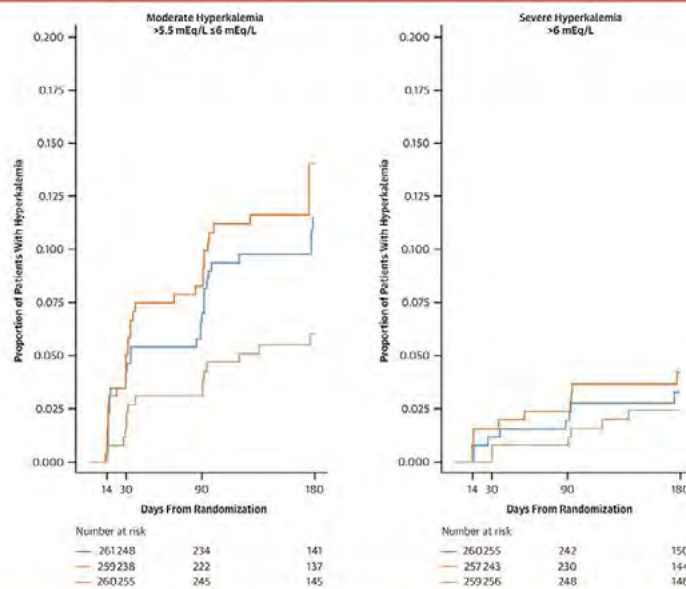 Moderate Hyperkalemia
>5.5 mEq/L ≤6 mEq/L
Proportion of Patients With Hyperkalemia
0.200
0.175
0.150
0.125
0.100
0.075
0.050
0.025
0.000
14 30 90 180
Days From Randomization
Number at risk
261 248 234 141
259 238 222 137
260 255 245 145
Severe Hyperkalemia
>6 mEq/L
Proportion of Patients With Hyperkalemia
0.200
0.175
0.150
0.125
0.100
0.075
0.050
0.025
0.000
14 30 90 180
Days From Randomization
Number at risk
260 255 242 150
257 243 230 144
259 256 248 146